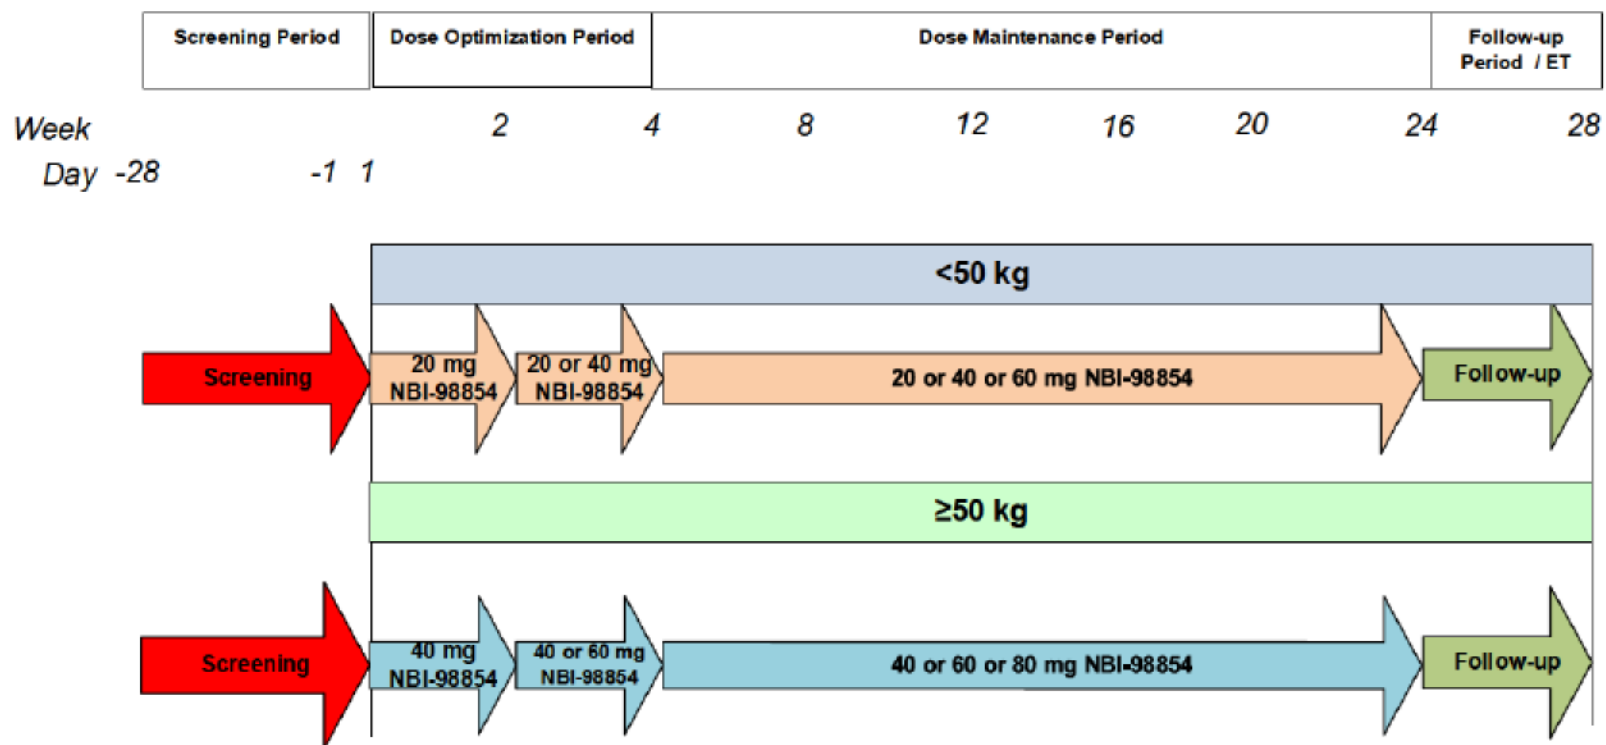 Screening Period
Dose Optimization Period
Dose Maintenance Period
Follow-up
Period / ET
Week 2 4 8 12 16 20 24 28
Day -28 -1 1
<50 kg
Screening
20 mg
NBI-98854
20 or 40 mg
NBI-98854
20 or 40 or 60 mg NBI-98854
Follow-up
≥50 kg
Screening
40 mg
NBI-98854
40 or 60 mg
NBI-98854
40 or 60 or 80 mg NBI-98854
Follow-up